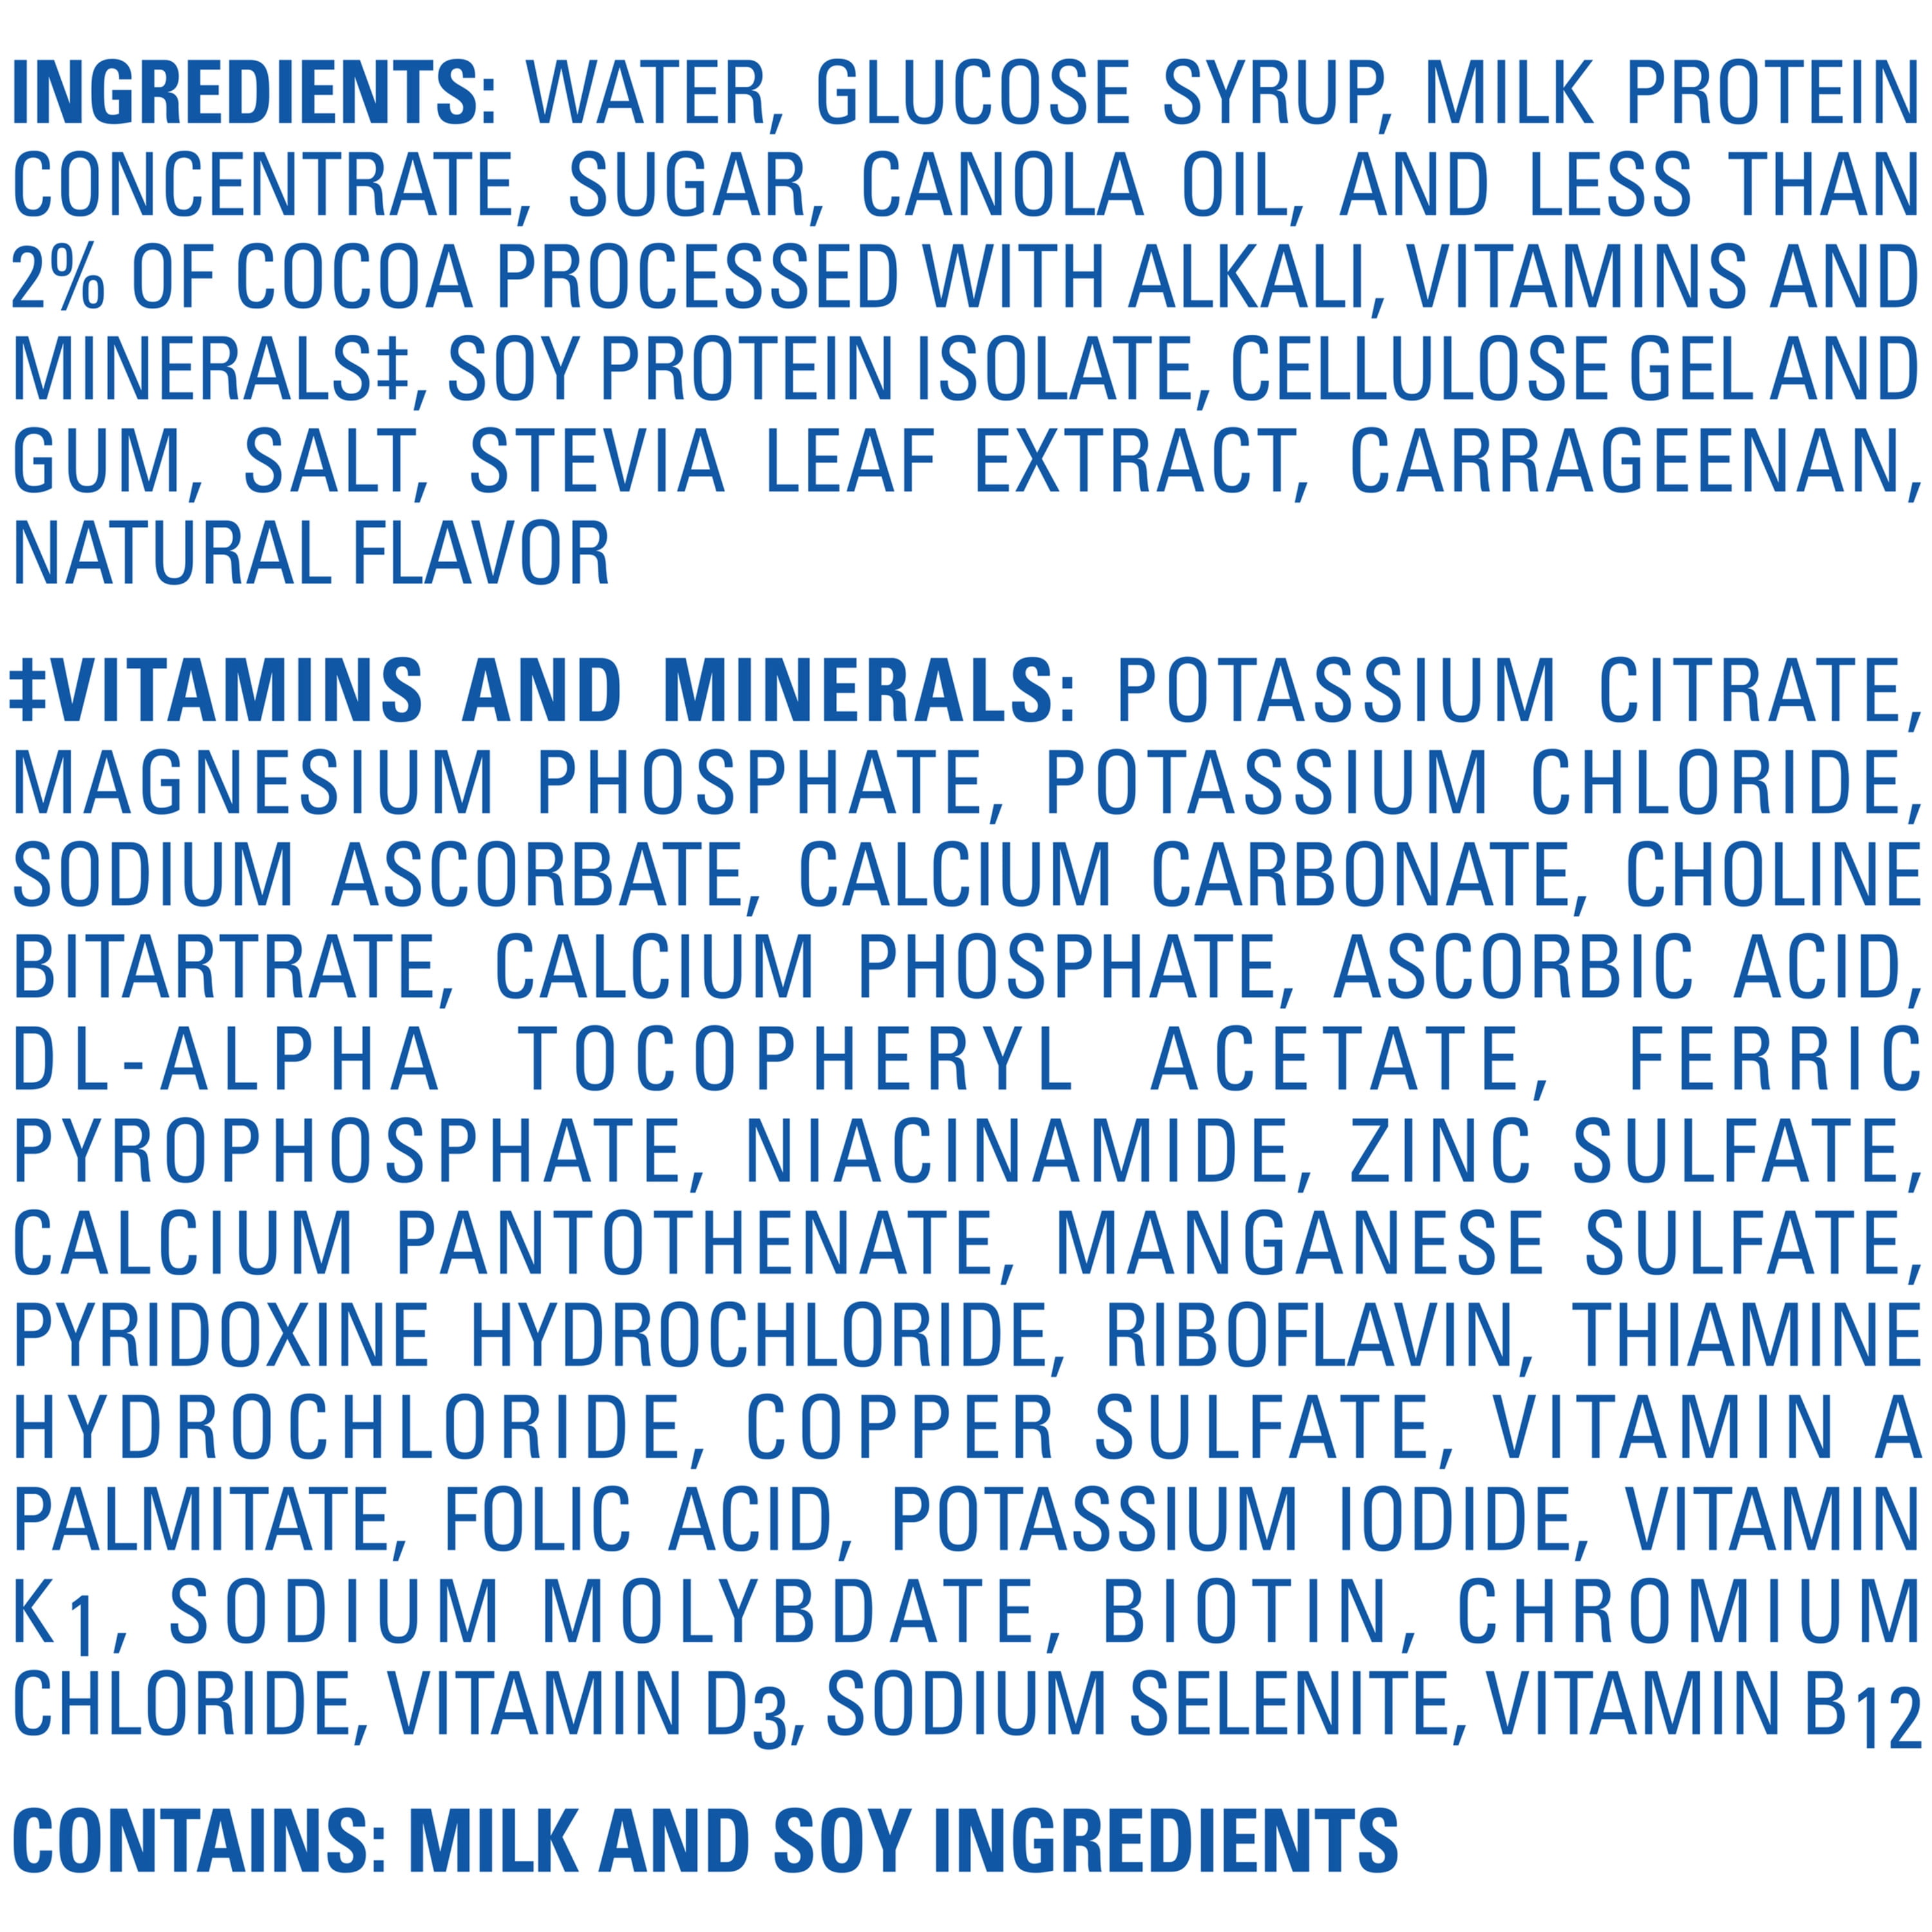 INGREDIENTS: WATER, GLUCOSE SYRUP, MILK PROTEIN
CONCENTRATE, SUGAR, CANOLA OIL, AND LESS THAN
2% OF COCOA PROCESSED WITH ALKALI, VITAMINS AND
MINERALS‡, SOY PROTEIN ISOLATE, CELLULOSE GEL AND
GUM, SALT, STEVIA LEAF EXTRACT, CARRAGEENAN,
NATURAL FLAVOR
‡VITAMINS AND MINERALS: POTASSIUM CITRATE,
MAGNESIUM PHOSPHATE, POTASSIUM CHLORIDE,
SODIUM ASCORBATE, CALCIUM CARBONATE, CHOLINE
BITARTRATE, CALCIUM PHOSPHATE, ASCORBIC ACID,
DL-ALPHA TOCOPHERYL ACETATE, FERRIC
PYROPHOSPHATE, NIACINAMIDE, ZINC SULFATE,
CALCIUM PANTOTHENATE, MANGANESE SULFATE,
PYRIDOXINE HYDROCHLORIDE, RIBOFLAVIN, THIAMINE
HYDROCHLORIDE, COPPER SULFATE, VITAMIN A
PALMITATE, FOLIC ACID, POTASSIUM IODIDE, VITAMIN
K1, SODIUM MOLYBDATE, BIOTIN, CHROMIUM
CHLORIDE, VITAMIN D3, SODIUM SELENITE, VITAMIN B12
CONTAINS: MILK AND SOY INGREDIENTS